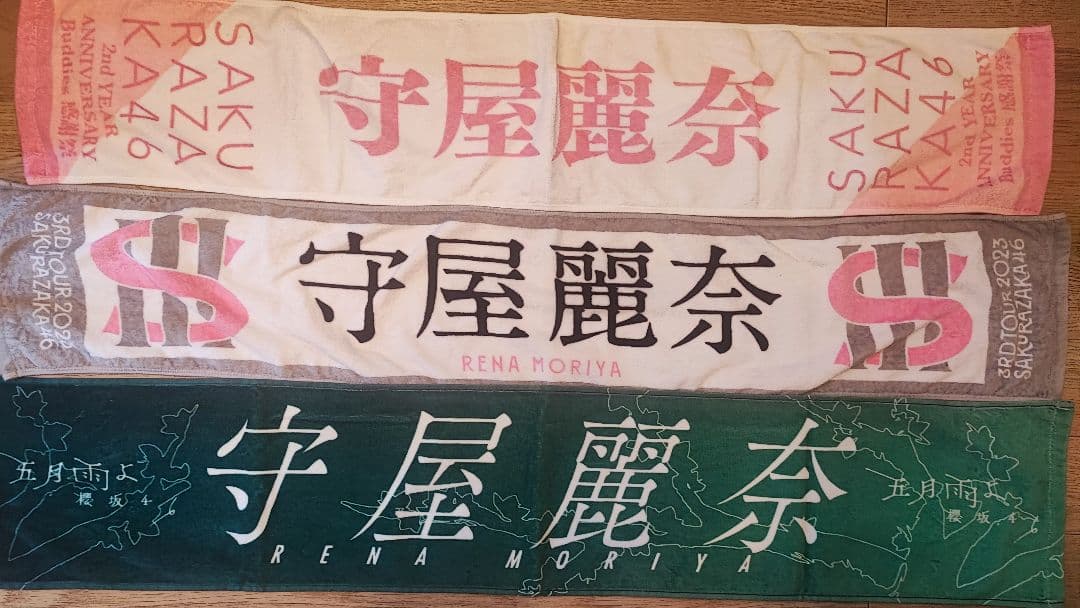 SAKU
RAZA
KA46
2nd YEAR
ANNIVERSARY
Buddies 感謝祭
守屋麗奈
SAKU
RAZA
KA46
2nd YEAR
ANNIVERSARY
Buddies 感謝祭
3RD TOUR 2023
SAKURAZAKA46
S
守屋麗奈
RENA MORIYA
S
3RD TOUR 2023
SAKURAZAKA46
五月雨よ
櫻坂4
守屋麗奈
RENA MORIYA
五月雨よ
櫻坂4